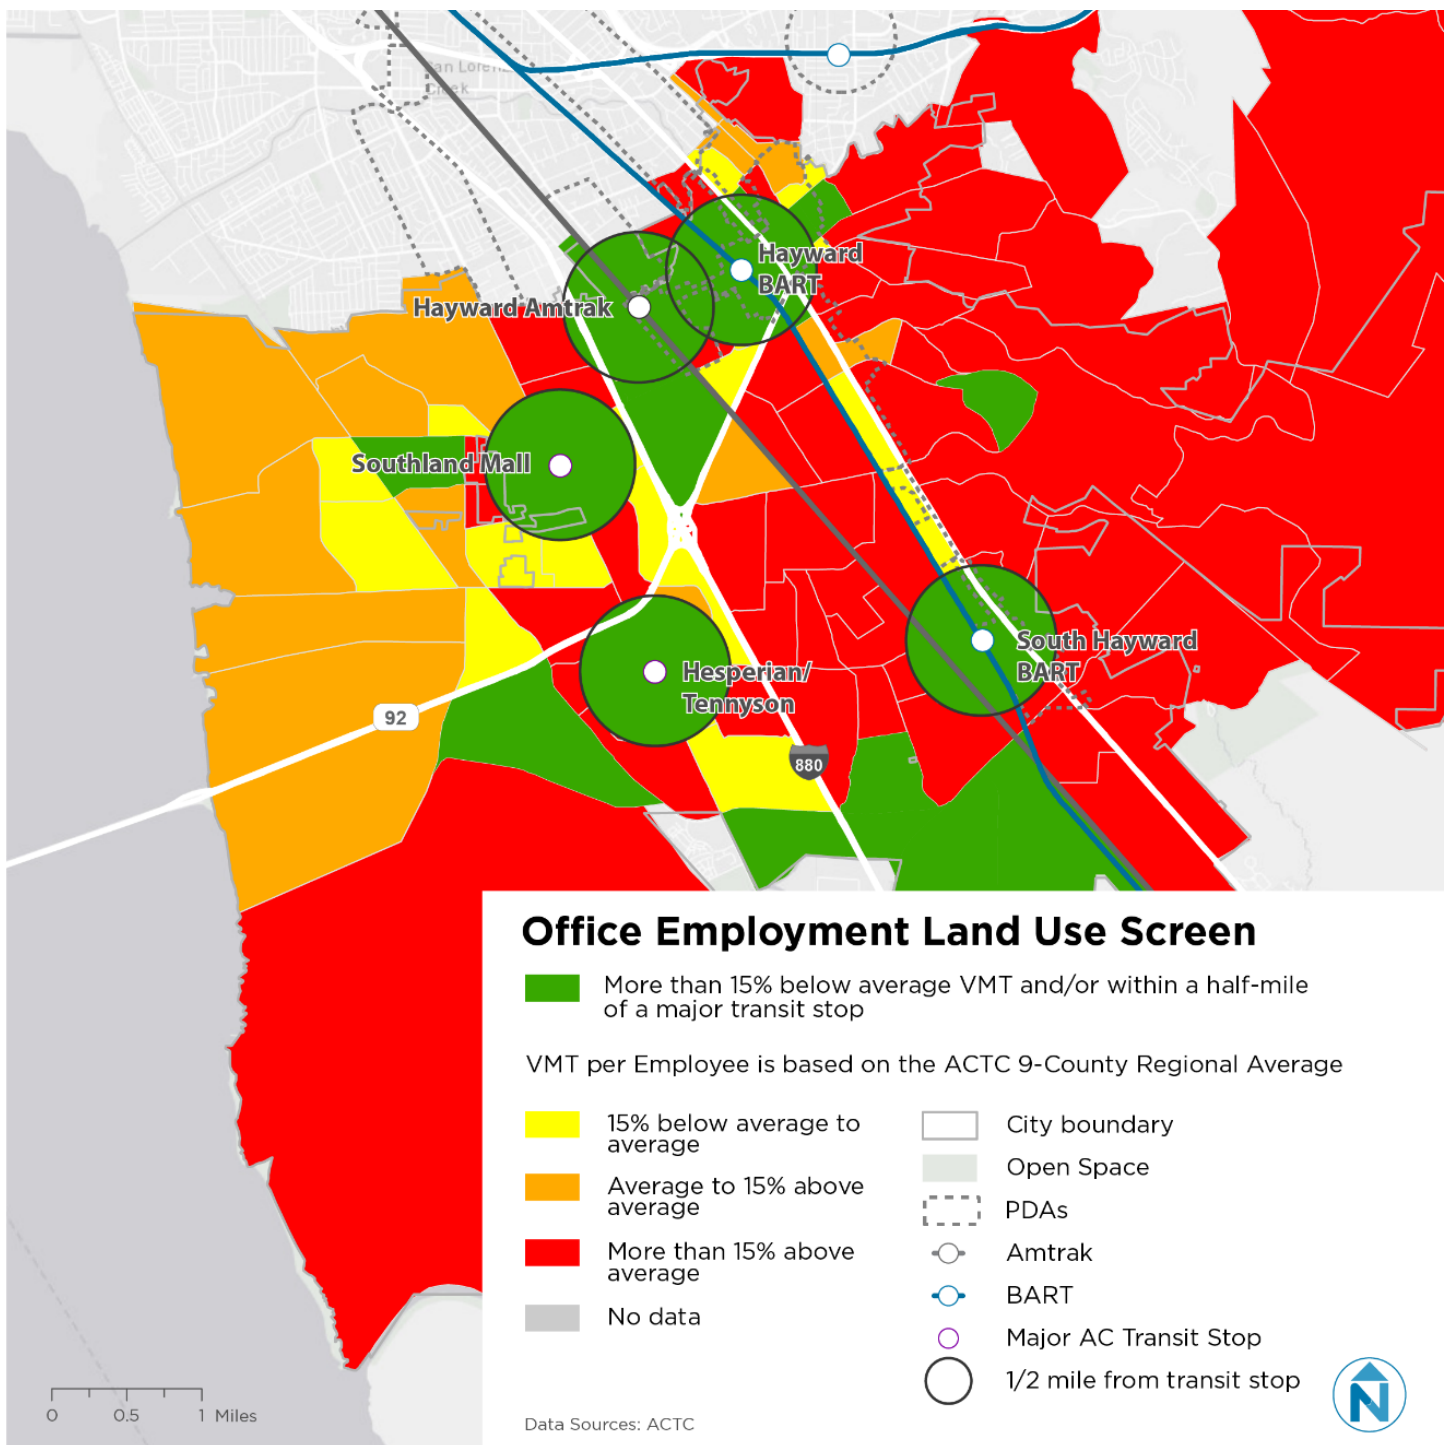 San Lorenzo
Creek
Hayward
BART
Hayward Amtrak
Southland Mall
South Hayward
BART
Hesperian/
Tennyson
92
880
Office Employment Land Use Screen
More than 15% below average VMT and/or within a half-mile
of a major transit stop
VMT per Employee is based on the ACTC 9-County Regional Average
15% below average to
average
Average to 15% above
average
More than 15% above
average
No data
City boundary
Open Space
PDAs
Amtrak
BART
Major AC Transit Stop
1/2 mile from transit stop
N
0 0.5 1 Miles
Data Sources: ACTC